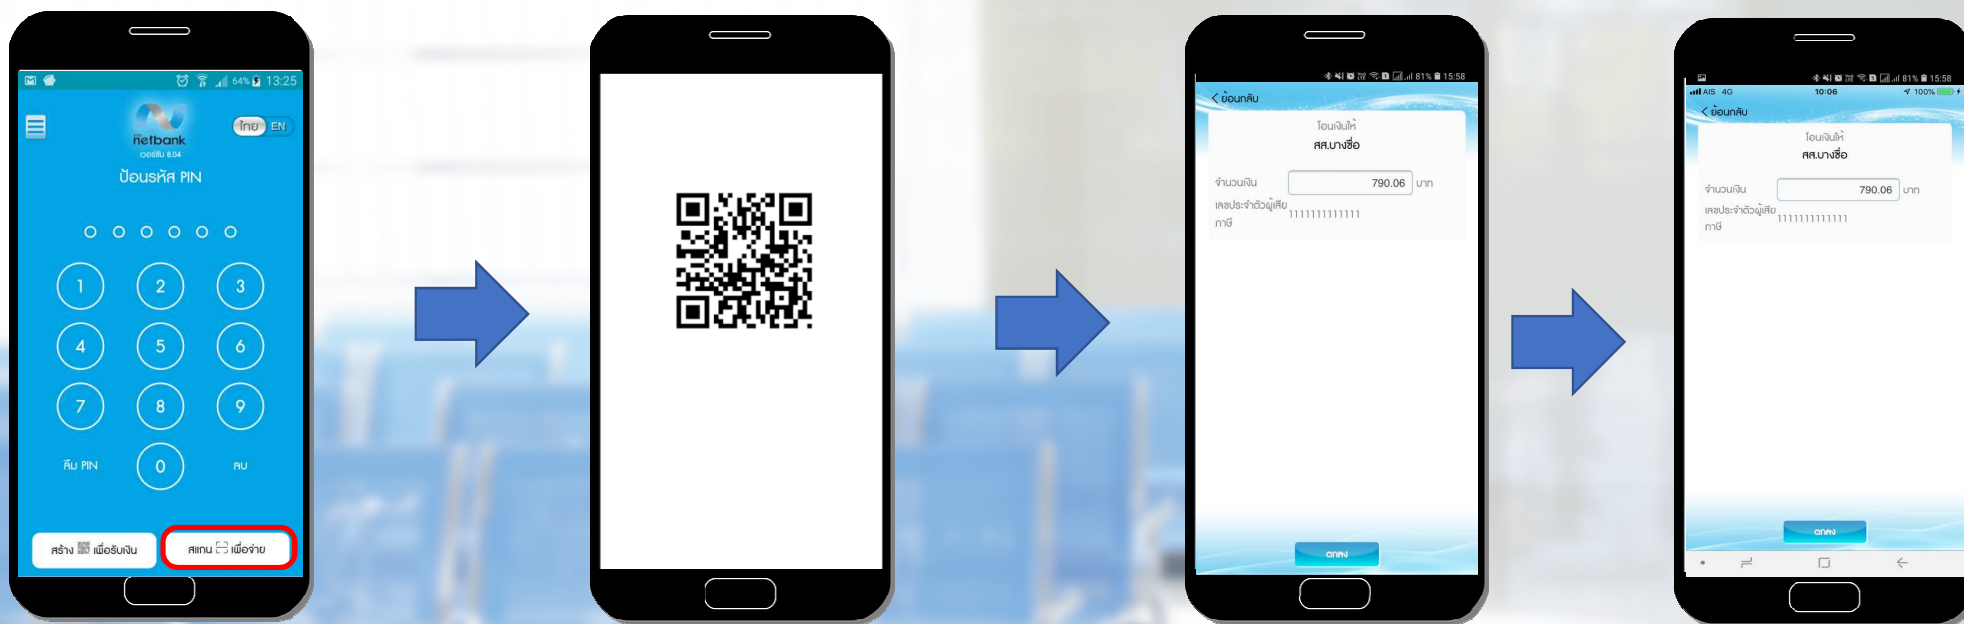 64% 13:25
netbank
ไทย EN
เวอร์ชัน 8.04
ป้อนรหัส PIN
1 2 3
4 5 6
7 8 9
ลืม PIN 0 ลบ
สร้าง เพื่อรับเงิน
สแกน เพื่อจ่าย
81% 15:58
ย้อนกลับ
โอนเงินให้
สส.บางซื่อ
จำนวนเงิน 790.06 บาท
เลขประจำตัวผู้เสีย
ภาษี 1111111111111
ตกลง
81% 15:58
AIS 4G 10:06 100%
ย้อนกลับ
โอนเงินให้
สส.บางซื่อ
จำนวนเงิน 790.06 บาท
เลขประจำตัวผู้เสีย
ภาษี 1111111111111
ตกลง